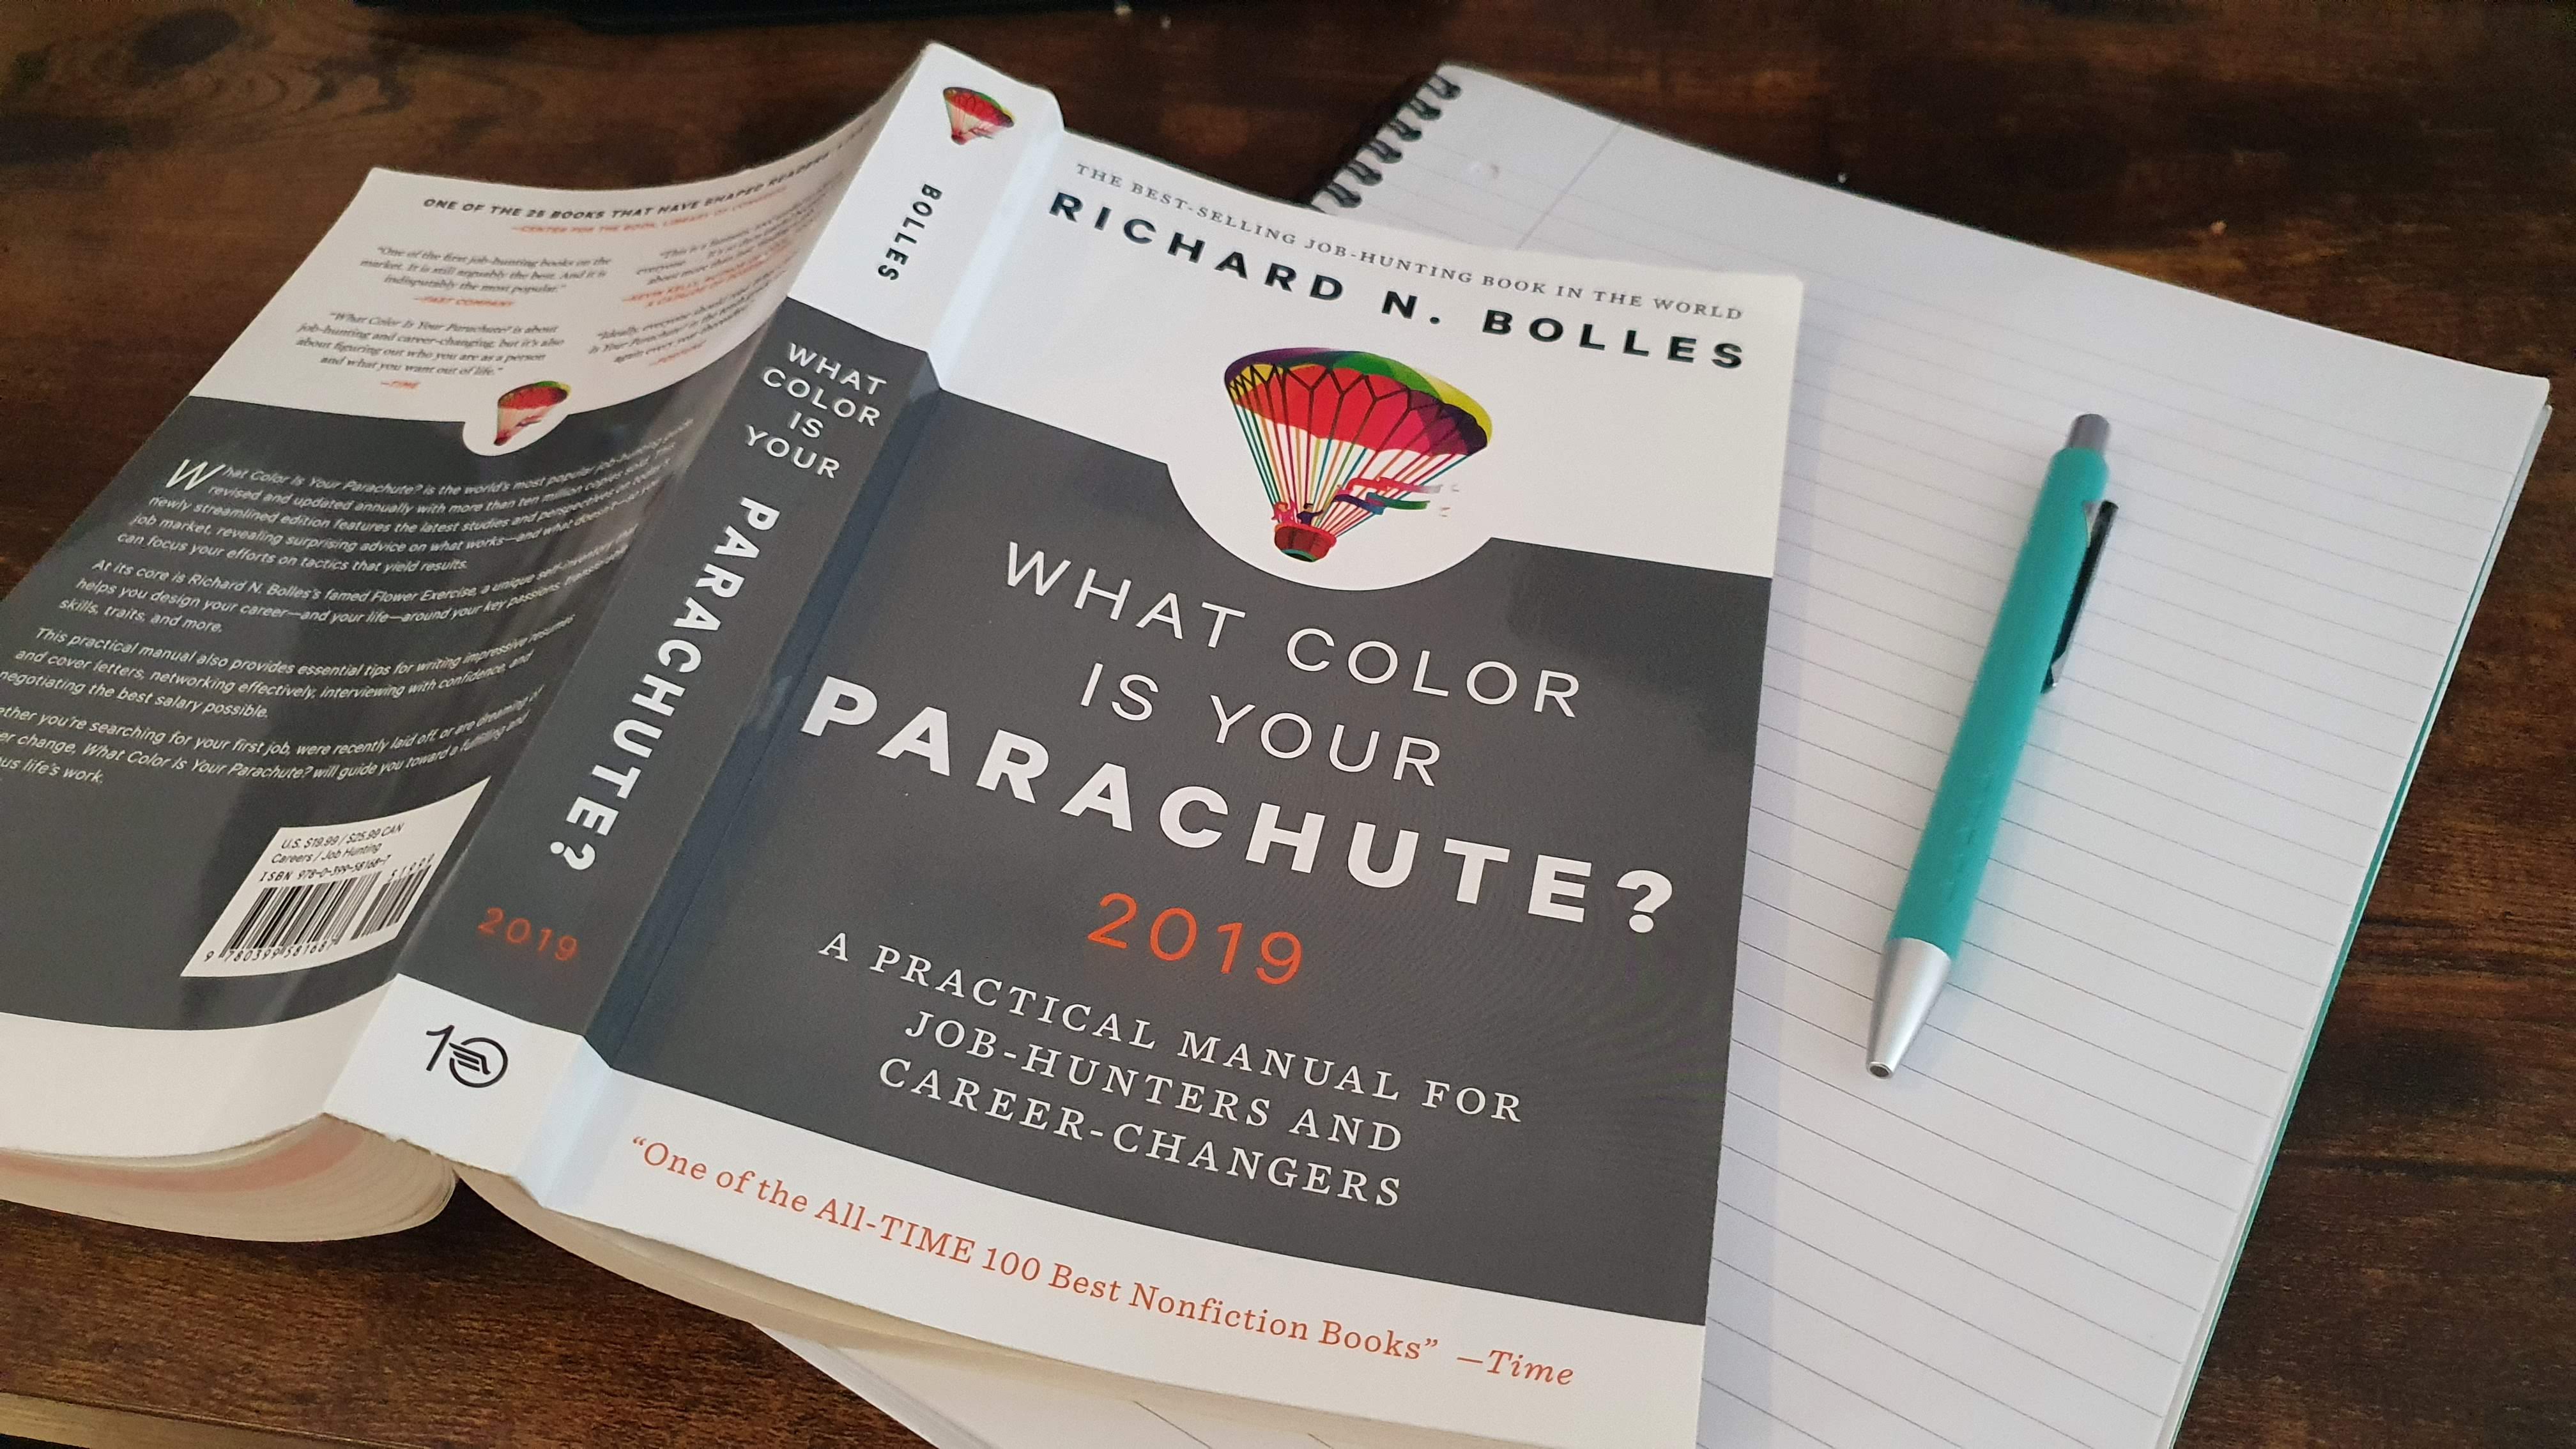 THE BEST-SELLING JOB-HUNTING BOOK IN THE WORLD
RICHARD N. BOLLES
WHAT COLOR
IS YOUR
PARACHUTE?
2019
A PRACTICAL MANUAL FOR
JOB-HUNTERS AND
CAREER-CHANGERS
“One of the All-TIME 100 Best Nonfiction Books” —Time
BOLLES
WHAT
COLOR
IS
YOUR
PARACHUTE?
2019
10
ONE OF THE 25 BOOKS THAT HAVE SHAPED READERS'
—CENTER FOR THE BOOK, LIBRARY OF CONGRESS
“One of the first job-hunting books on the
market. It is still arguably the best. And it is
indisputably the most popular.”
—FAST COMPANY
“What Color Is Your Parachute? is about
job-hunting and career-changing, but it's also
about figuring out who you are as a person
and what you want out of life.”
—TIME
“This is a
everyone
about more than
“Ideally, everyone should read
Is Your Parachute?
again every year
—FORTUNE
What Color Is Your Parachute? is the world's most popular job-hunting guide,
revised and updated annually with more than ten million copies sold. This
newly streamlined edition features the latest studies and perspectives on today's
job market, revealing surprising advice on what works—and what doesn't—so you
can focus your efforts on tactics that yield results.
At its core is Richard N. Bolles's famed Flower Exercise, a unique self-inventory that
helps you design your career—and your life—around your key passions, transferable
skills, traits, and more.
This practical manual also provides essential tips for writing impressive resumes
and cover letters, networking effectively, interviewing with confidence, and
negotiating the best salary possible.
ether you're searching for your first job, were recently laid off, or are dreaming of
er change, What Color Is Your Parachute? will guide you toward a fulfilling and
us life's work.
U.S. $19.99 / $25.99 CAN
Careers / Job Hunting
ISBN 978-0-399-58168-7
51999
9 780399 581687